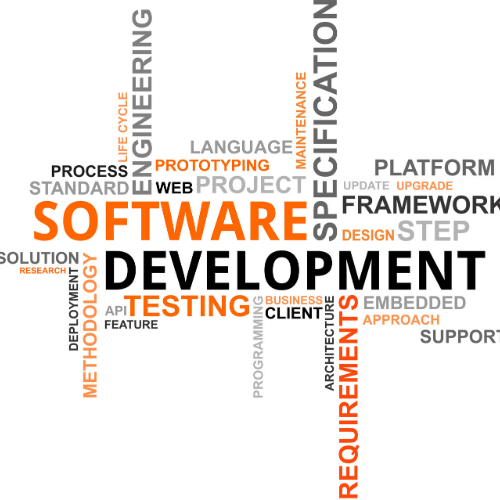 ENGINEERING
SPECIFICATION
LIFE CYCLE
MAINTENANCE
LANGUAGE
PROCESS
PROTOTYPING
PLATFORM
STANDARD
WEB
PROJECT
UPDATE
UPGRADE
FRAMEWORK
SOFTWARE
DESIGN
STEP
SOLUTION
RESEARCH
DEVELOPMENT
DEPLOYMENT
METHODOLOGY
API
TESTING
FEATURE
PROGRAMMING
BUSINESS
CLIENT
ARCHITECTURE
REQUIREMENTS
EMBEDDED
APPROACH
SUPPORT